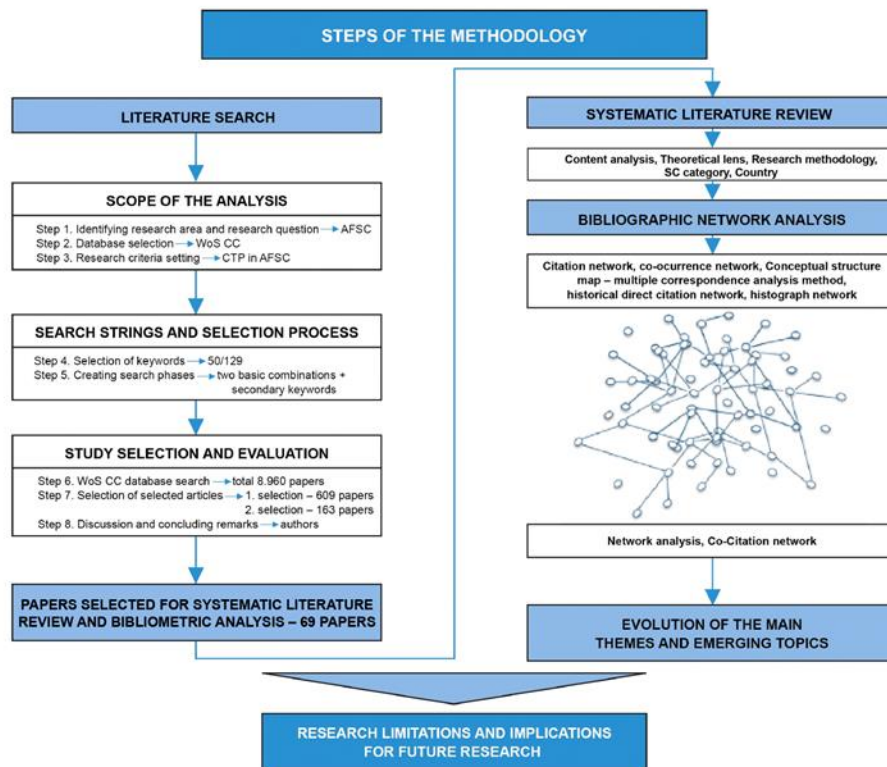 STEPS OF THE METHODOLOGY
LITERATURE SEARCH
SCOPE OF THE ANALYSIS
Step 1. Identifying research area and research question → AFSC
Step 2. Database selection → WoS CC
Step 3. Research criteria setting → CTP in AFSC
SEARCH STRINGS AND SELECTION PROCESS
Step 4. Selection of keywords → 50/129
Step 5. Creating search phases → two basic combinations +
secondary keywords
STUDY SELECTION AND EVALUATION
Step 6. WoS CC database search → total 8.960 papers
Step 7. Selection of selected articles → 1. selection – 609 papers
2. selection – 163 papers
Step 8. Discussion and concluding remarks → authors
PAPERS SELECTED FOR SYSTEMATIC LITERATURE
REVIEW AND BIBLIOMETRIC ANALYSIS – 69 PAPERS
SYSTEMATIC LITERATURE REVIEW
Content analysis, Theoretical lens, Research methodology,
SC category, Country
BIBLIOGRAPHIC NETWORK ANALYSIS
Citation network, co-ocurrence network, Conceptual structure
map – multiple correspondence analysis method,
historical direct citation network, histograph network
Network analysis, Co-Citation network
EVOLUTION OF THE MAIN
THEMES AND EMERGING TOPICS
RESEARCH LIMITATIONS AND IMPLICATIONS
FOR FUTURE RESEARCH